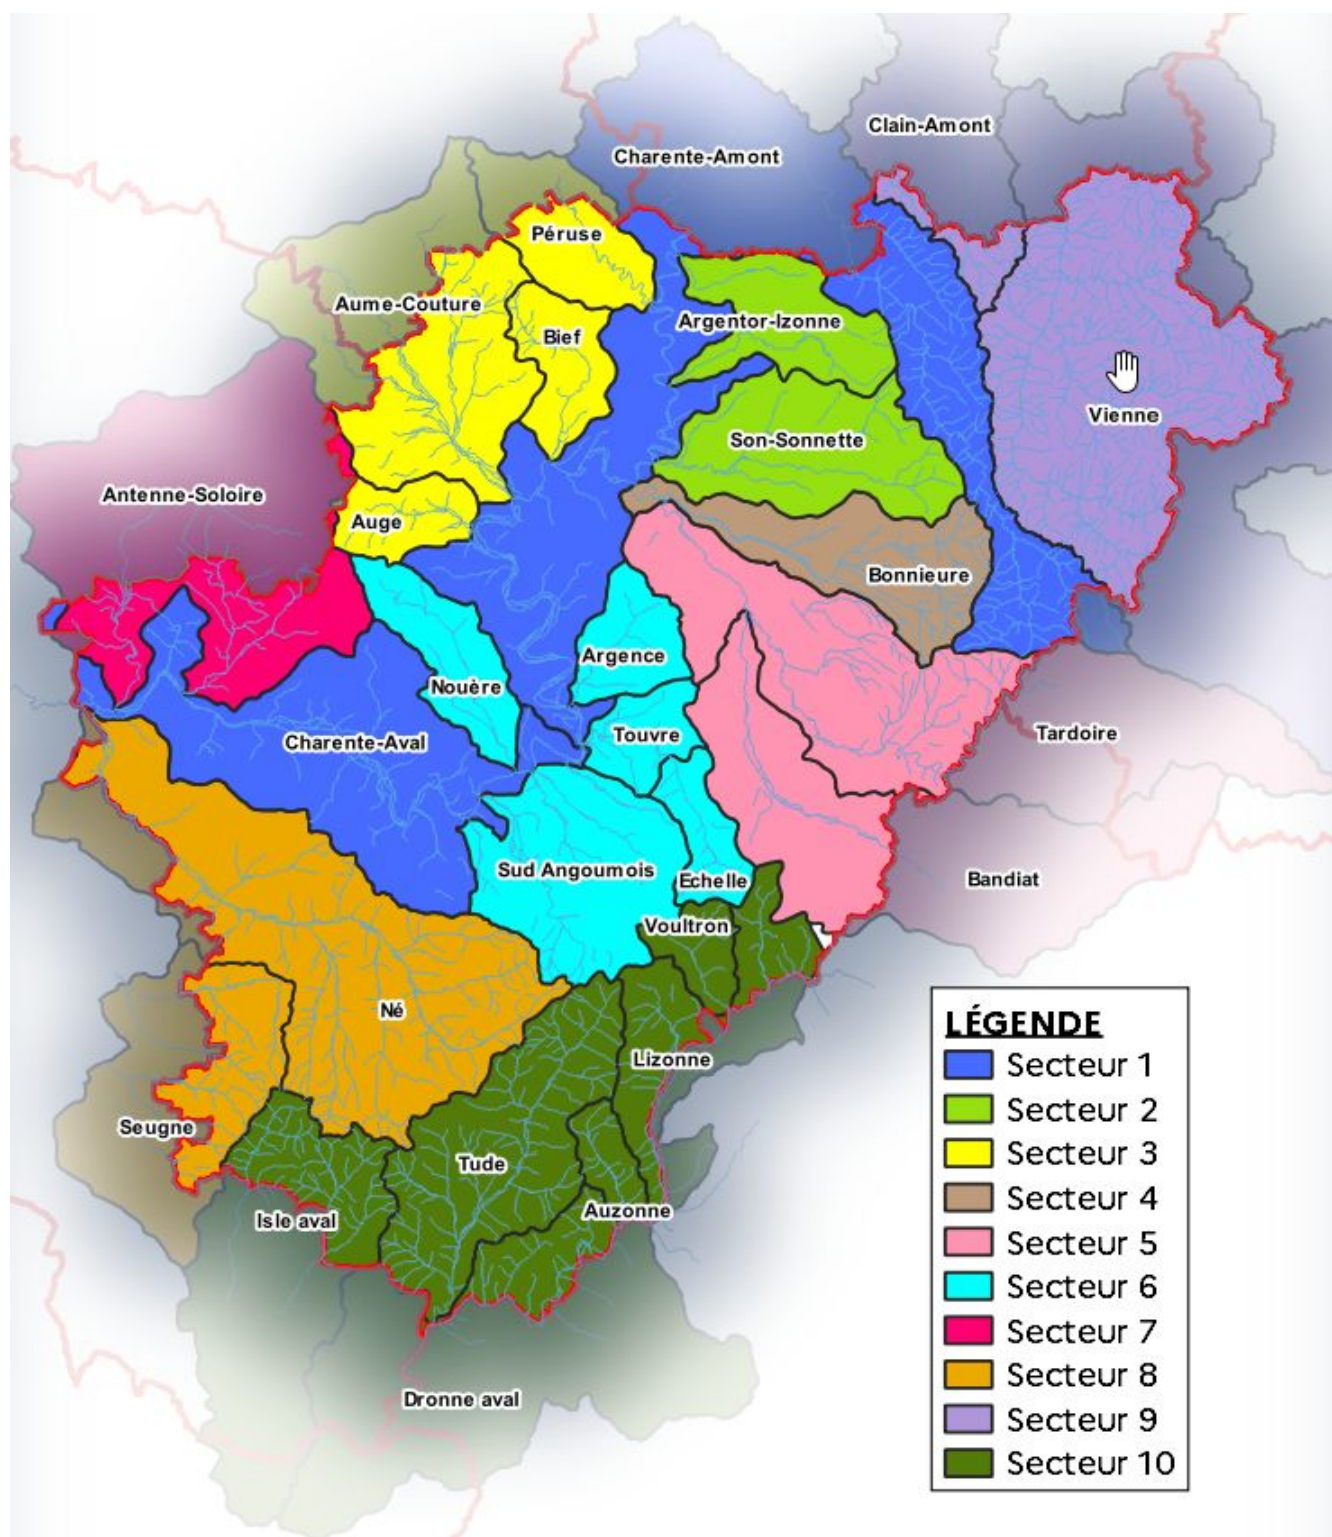 Clain-Amont
Charente-Amont
Péruse
Aume-Couture
Argentor-Izonne
Bief
Vienne
Son-Sonnette
Antenne-Soloire
Auge
Bonnieure
Argence
Nouère
Touvre
Tardoire
Charente-Aval
Sud Angoumois
Echelle
Bandiat
Voultron
Né
LÉGENDE
Lizonne
Secteur 1
Secteur 2
Seugne
Secteur 3
Tude
Secteur 4
Auzonne
Isle aval
Secteur 5
Secteur 6
Secteur 7
Secteur 8
Dronne aval
Secteur 9
Secteur 10